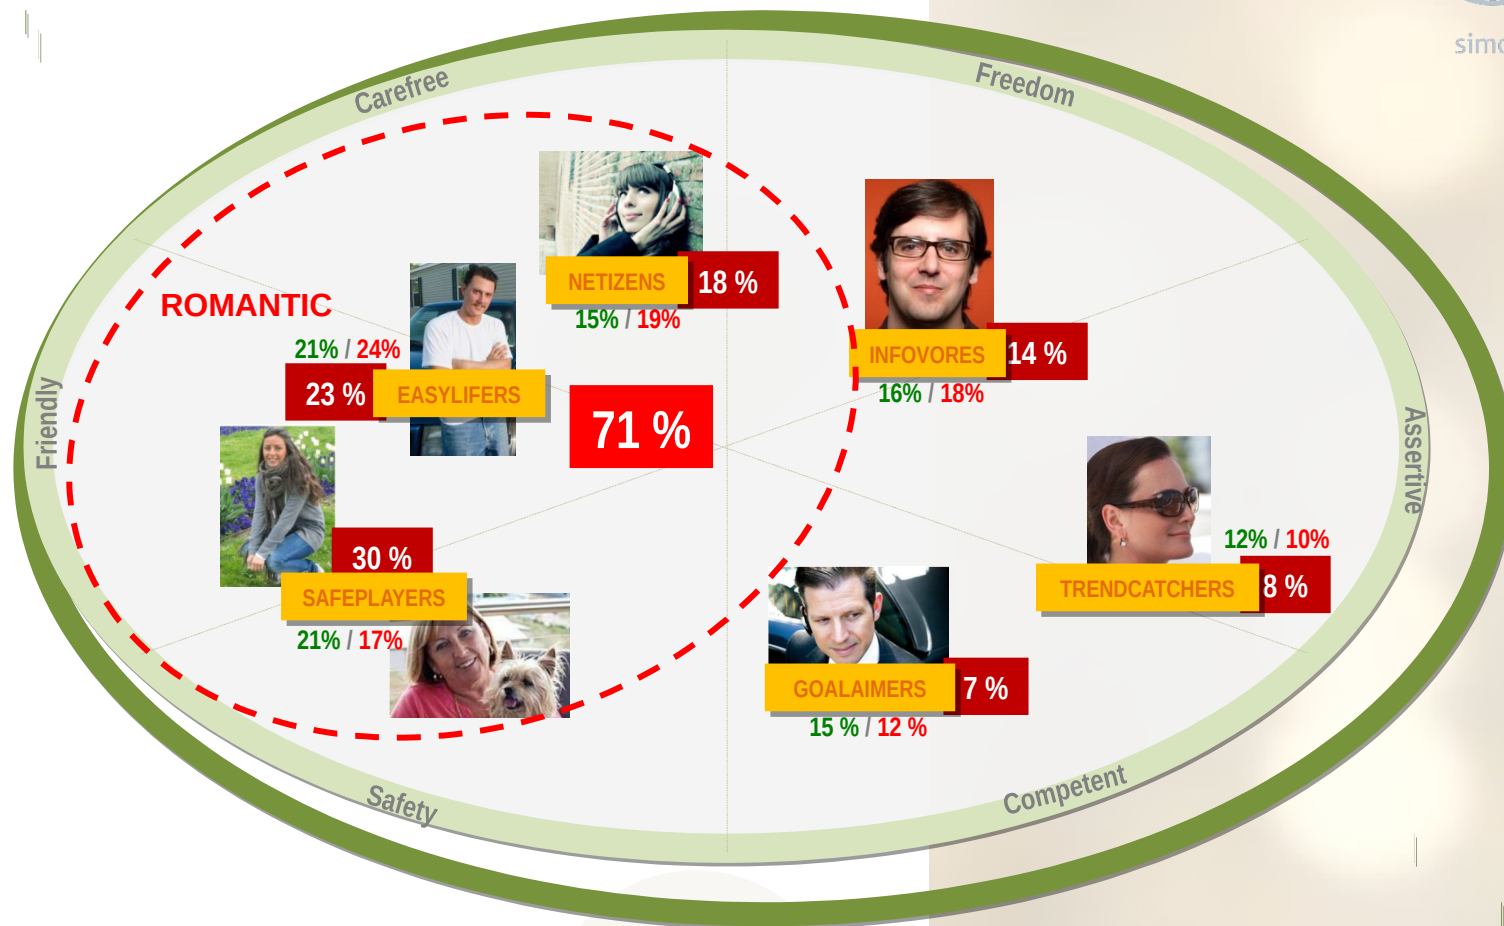 simo
Carefree
Freedom
NETIZENS
18 %
15% / 19%
ROMANTIC
21% / 24%
23 %
EASYLIFERS
INFOVORES
14 %
16% / 18%
71 %
Friendly
Assertive
30 %
SAFEPLAYERS
21% / 17%
12% / 10%
TRENDCATCHERS
8 %
GOALAIMERS
7 %
15 % / 12 %
Safety
Competent